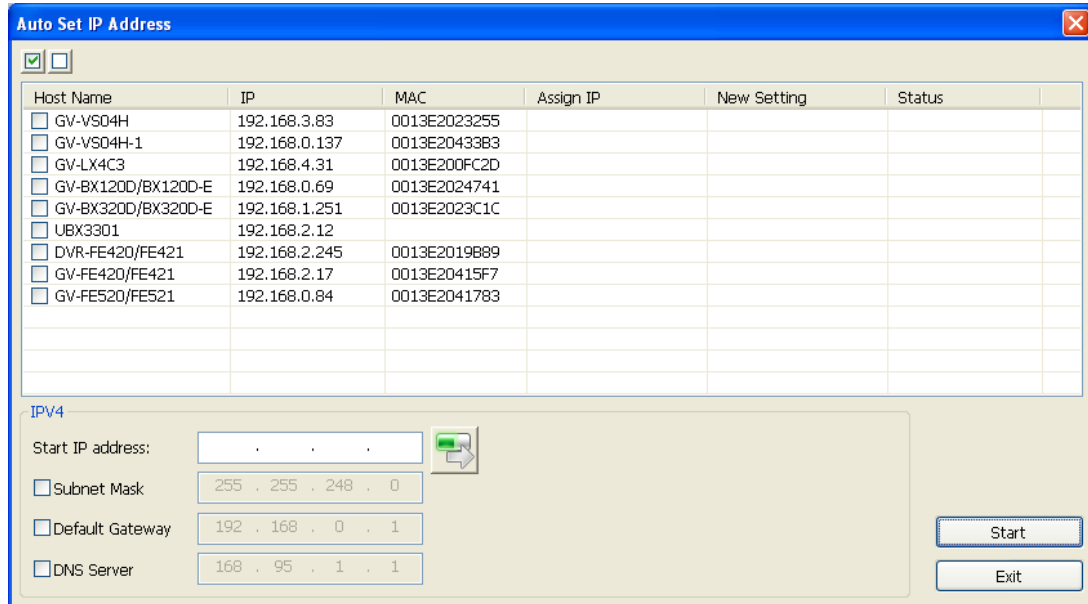 Auto Set IP Address
Host Name IP MAC Assign IP New Setting Status
GV-VS04H 192.168.3.83 0013E2023255
GV-VS04H-1 192.168.0.137 0013E20433B3
GV-LX4C3 192.168.4.31 0013E200FC2D
GV-BX120D/BX120D-E 192.168.0.69 0013E2024741
GV-BX320D/BX320D-E 192.168.1.251 0013E2023C1C
UBX3301 192.168.2.12
DVR-FE420/FE421 192.168.2.245 0013E2019B89
GV-FE420/FE421 192.168.2.17 0013E20415F7
GV-FE520/FE521 192.168.0.84 0013E2041783
IPV4
Start IP address: . . .
Subnet Mask 255 . 255 . 248 . 0
Default Gateway 192 . 168 . 0 . 1
Start
DNS Server 168 . 95 . 1 . 1
Exit